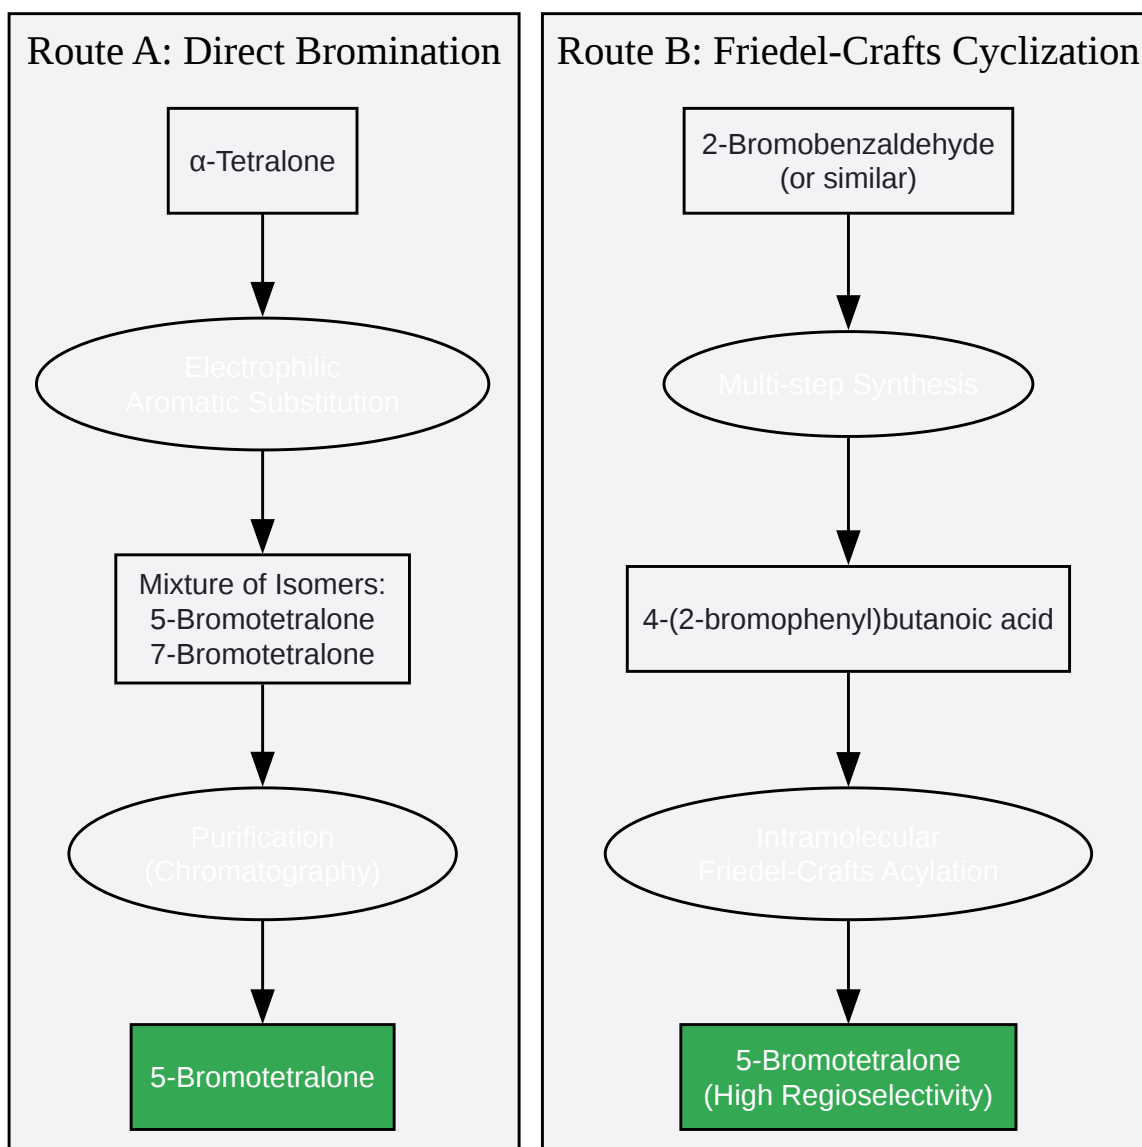 Route A: Direct Bromination
α-Tetralone
Electrophilic
Aromatic Substitution
Mixture of Isomers:
5-Bromotetralone
7-Bromotetralone
Purification
(Chromatography)
5-Bromotetralone
Route B: Friedel-Crafts Cyclization
2-Bromobenzaldehyde
(or similar)
Multi-step Synthesis
4-(2-bromophenyl)butanoic acid
Intramolecular
Friedel-Crafts Acylation
5-Bromotetralone
(High Regioselectivity)